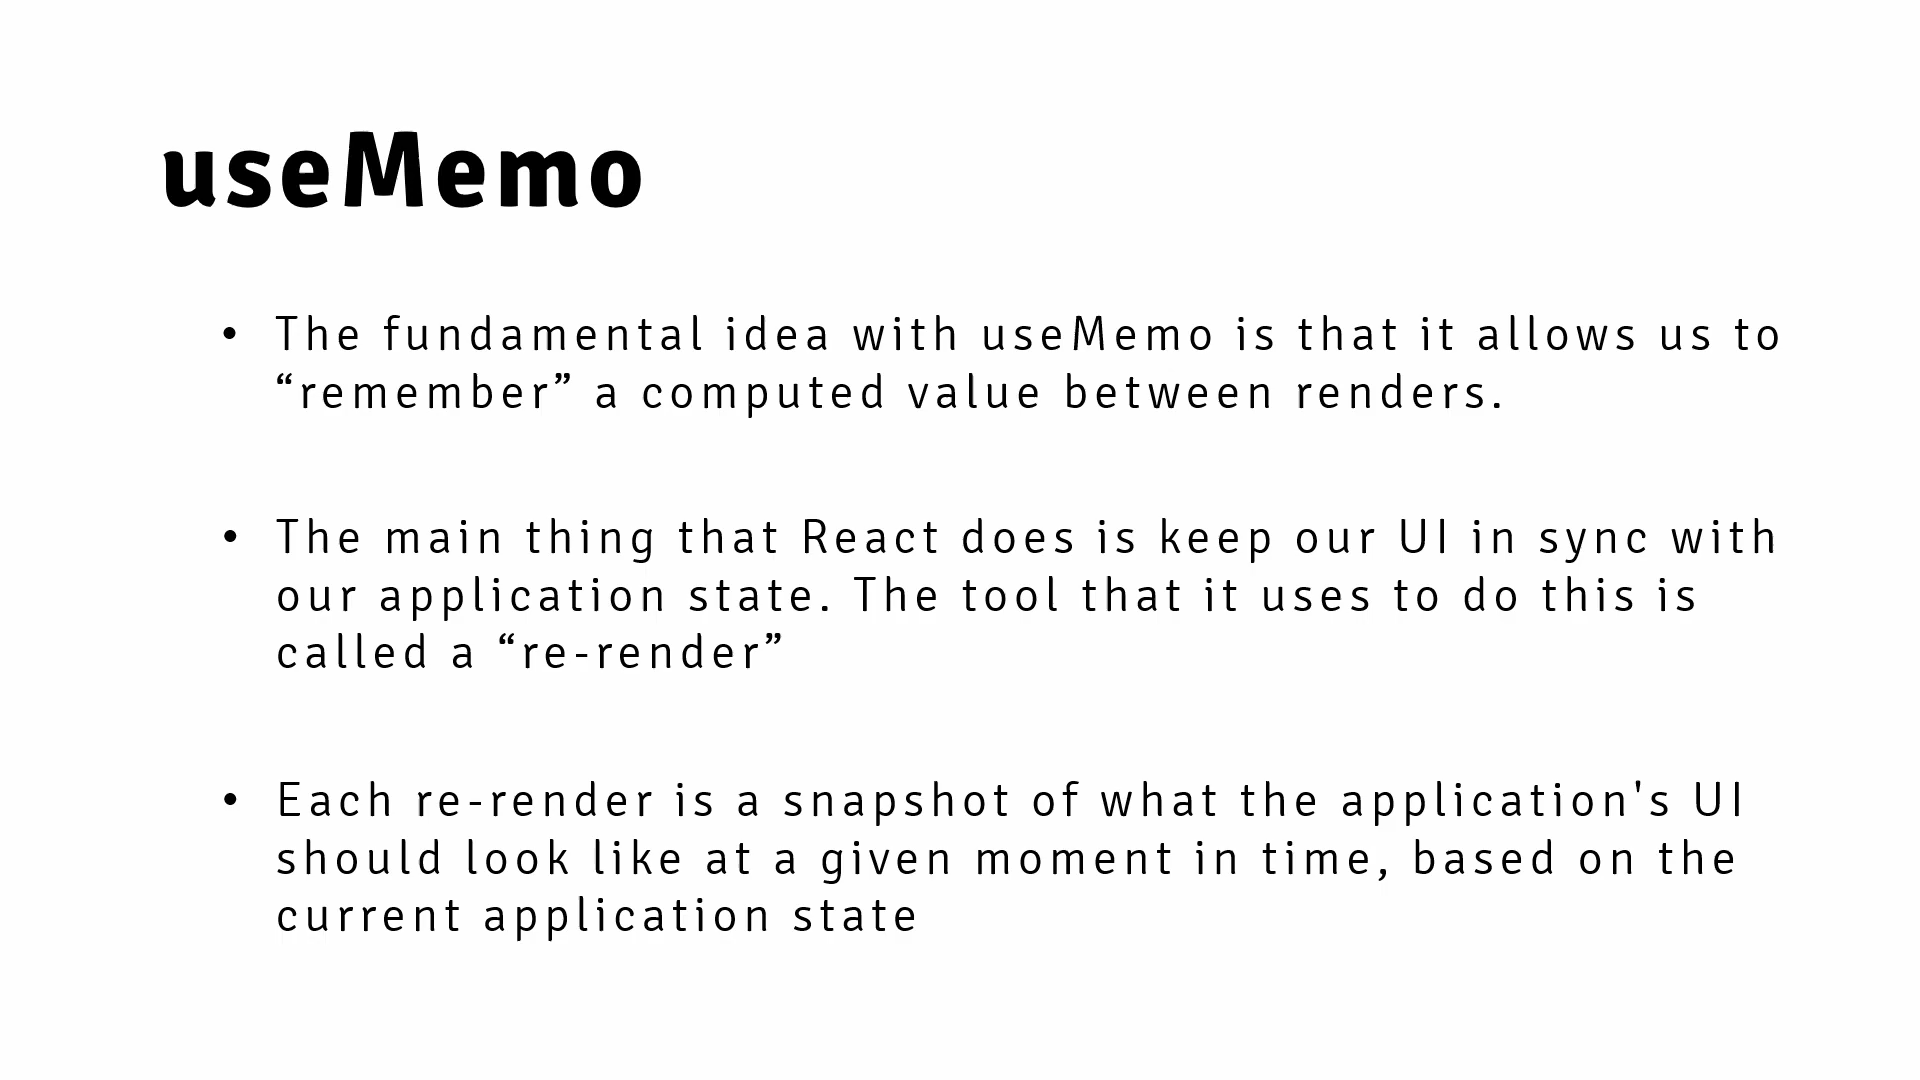 useMemo
• The fundamental idea with useMemo is that it allows us to
“remember” a computed value between renders.
• The main thing that React does is keep our UI in sync with
our application state. The tool that it uses to do this is
called a “re-render”
• Each re-render is a snapshot of what the application's UI
should look like at a given moment in time, based on the
current application state